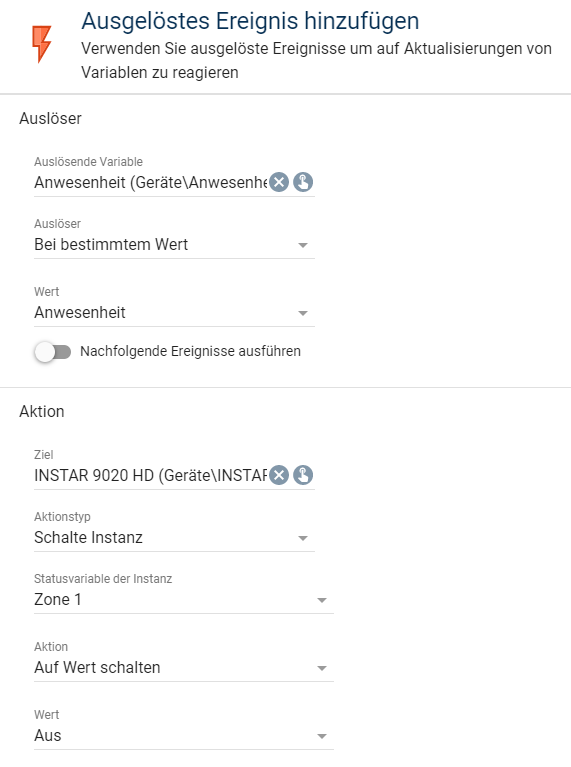 Ausgelöstes Ereignis hinzufügen
Verwenden Sie ausgelöste Ereignisse um auf Aktualisierungen von
Variablen zu reagieren
Auslöser
Auslösende Variable
Anwesenheit (Geräte\Anwesenhe
Auslöser
Bei bestimmtem Wert
Wert
Anwesenheit
Nachfolgende Ereignisse ausführen
Aktion
Ziel
INSTAR 9020 HD (Geräte\INSTAR
Aktionstyp
Schalte Instanz
Statusvariable der Instanz
Zone 1
Aktion
Auf Wert schalten
Wert
Aus